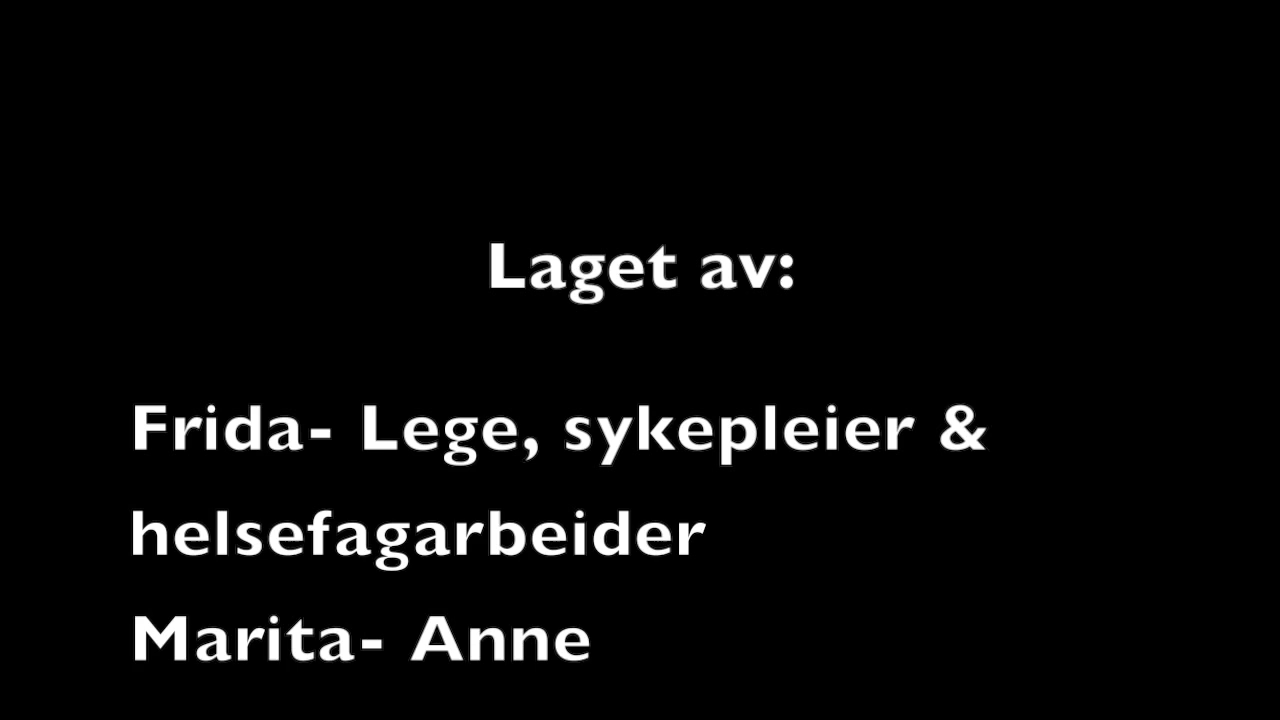 Laget av:
Frida- Lege, sykepleier &
helsefagarbeider
Marita- Anne